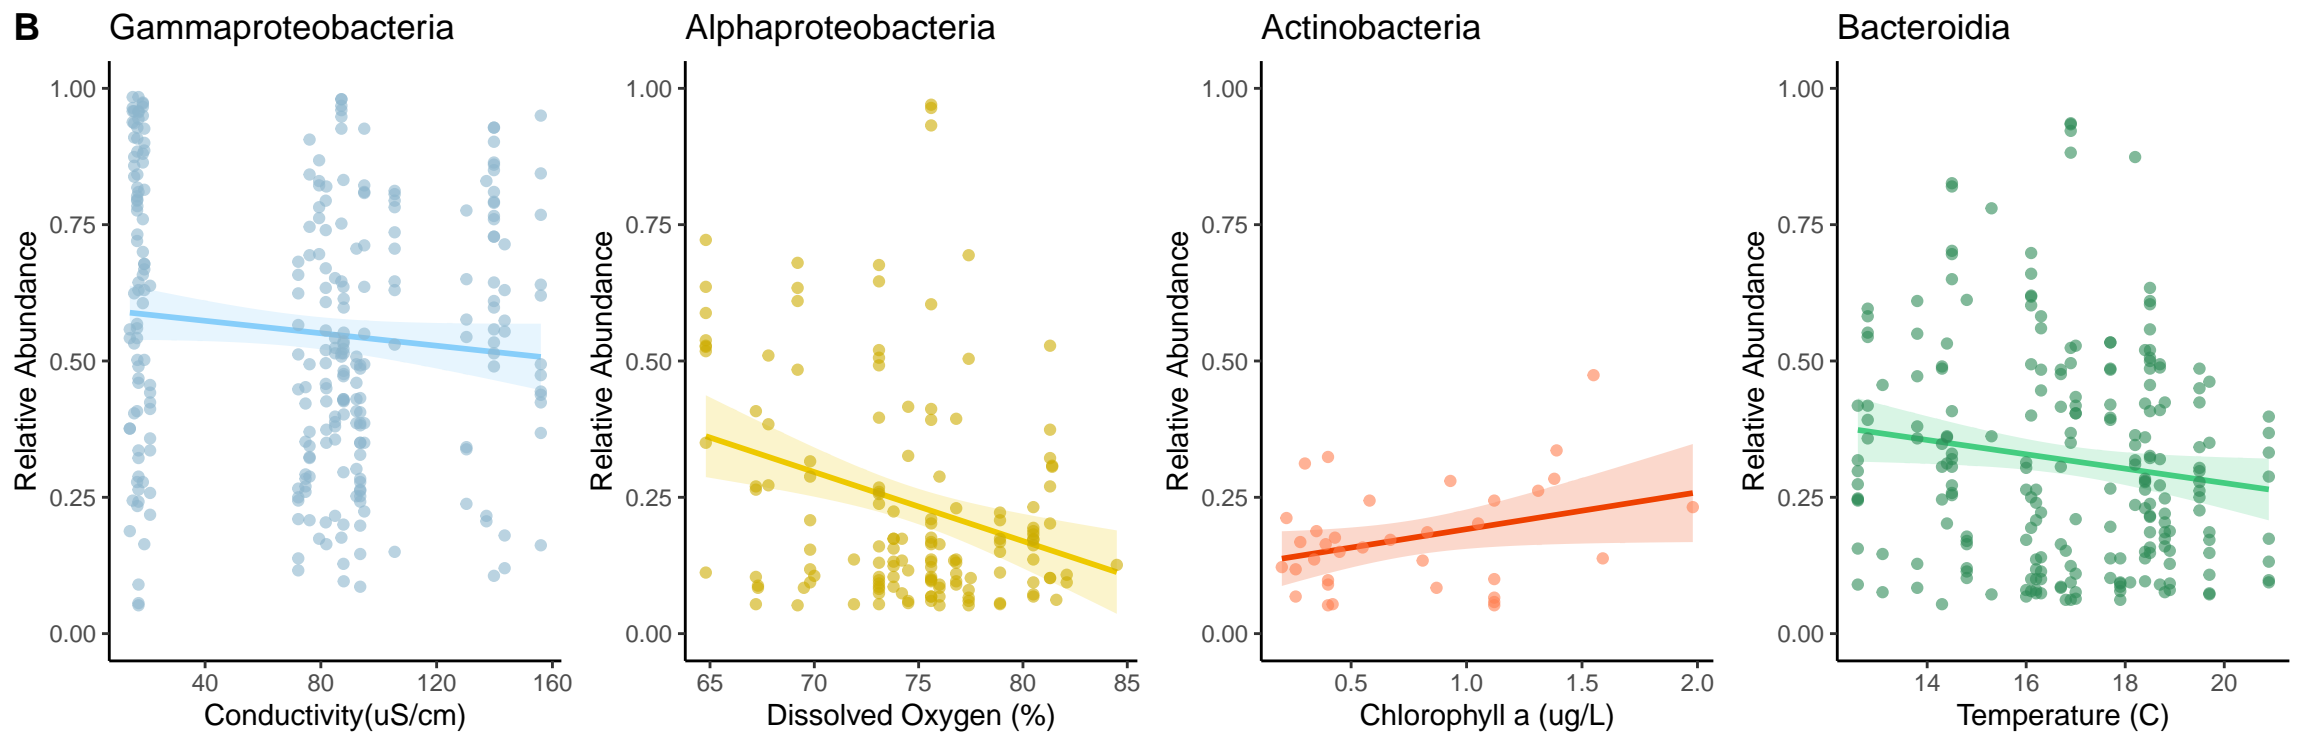 B
Gammaproteobacteria
Relative Abundance
1.00
0.75
0.50
0.25
0.00
40 80 120 160
Conductivity(uS/cm)
Alphaproteobacteria
Relative Abundance
1.00
0.75
0.50
0.25
0.00
65 70 75 80 85
Dissolved Oxygen (%)
Actinobacteria
Relative Abundance
1.00
0.75
0.50
0.25
0.00
0.5 1.0 1.5 2.0
Chlorophyll a (ug/L)
Bacteroidia
Relative Abundance
1.00
0.75
0.50
0.25
0.00
14 16 18 20
Temperature (C)